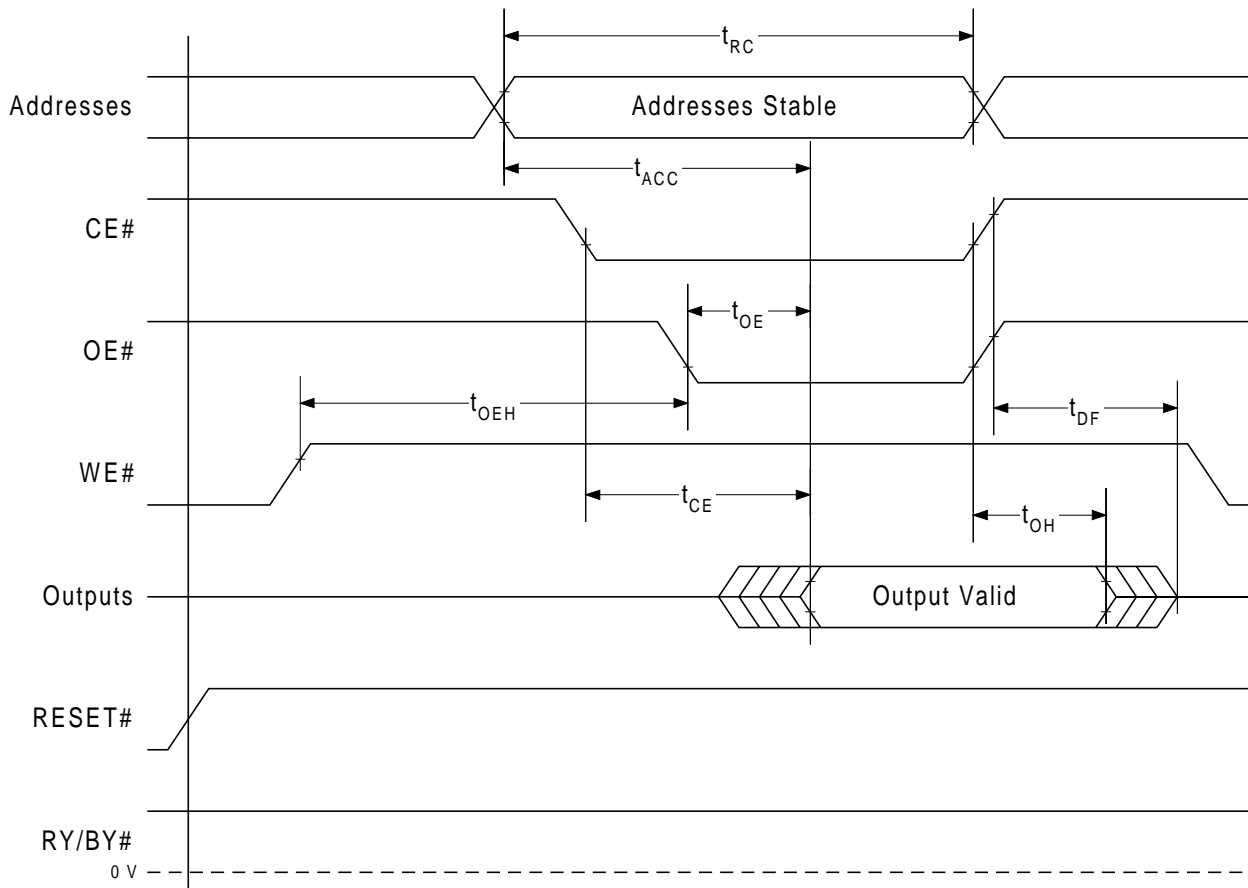 tRC
Addresses
Addresses Stable
tACC
CE#
tOE
OE#
tOEH
tDF
WE#
tCE
tOH
Outputs
Output Valid
RESET#
RY/BY#
0 V